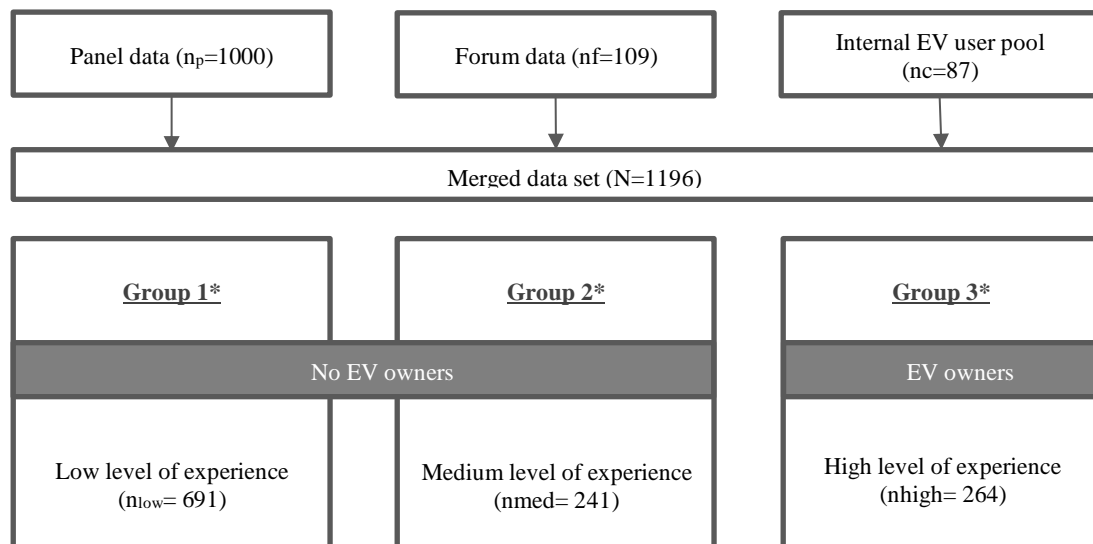 Panel data (np=1000)
Forum data (nf=109)
Internal EV user pool
(nc=87)
Merged data set (N=1196)
Group 1*
Group 2*
Group 3*
No EV owners
EV owners
Low level of experience
(nlow= 691)
Medium level of experience
(nmed= 241)
High level of experience
(nhigh= 264)